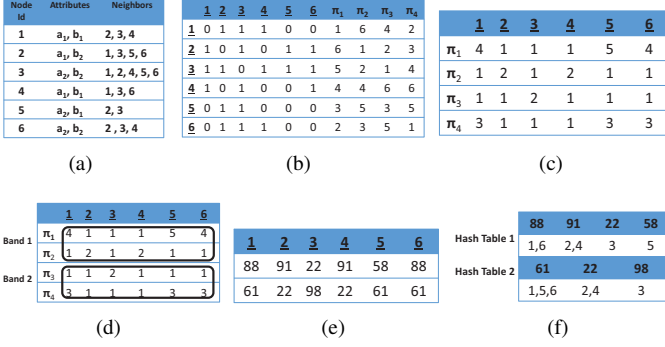 Node Id Attributes Neighbors
1 a1, b1 2, 3, 4
2 a1, b2 1, 3, 5, 6
3 a2, b2 1, 2, 4, 5, 6
4 a1, b1 1, 3, 6
5 a2, b1 2, 3
6 a2, b2 2 , 3, 4
(a)
1 2 3 4 5 6 π1 π2 π3 π4
1 0 1 1 1 0 0 1 6 4 2
2 1 0 1 0 1 1 6 1 2 3
3 1 1 0 1 1 1 5 2 1 4
4 1 0 1 0 0 1 4 4 6 6
5 0 1 1 0 0 0 3 5 3 5
6 0 1 1 1 0 0 2 3 5 1
(b)
1 2 3 4 5 6
π1 4 1 1 1 5 4
π2 1 2 1 2 1 1
π3 1 1 2 1 1 1
π4 3 1 1 1 3 3
(c)
1 2 3 4 5 6
Band 1
π1 4 1 1 1 5 4
π2 1 2 1 2 1 1
Band 2
π3 1 1 2 1 1 1
π4 3 1 1 1 3 3
(d)
1 2 3 4 5 6
88 91 22 91 58 88
61 22 98 22 61 61
(e)
88 91 22 58
Hash Table 1
1,6 2,4 3 5
Hash Table 2
61 22 98
1,5,6 2,4 3
(f)